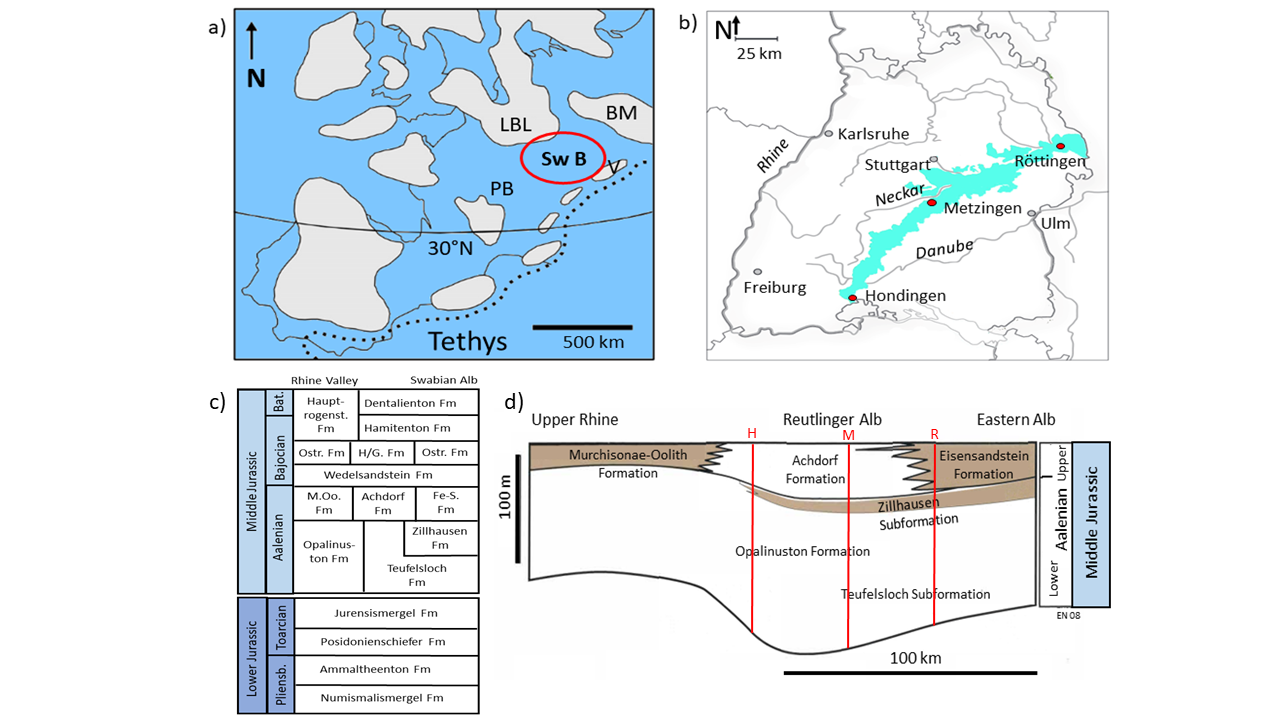 a)
N
LBL
BM
Sw B
V
PB
30°N
Tethys
500 km
b)
N
25 km
Karlsruhe
Rhine
Stuttgart
Röttingen
Neckar
Metzingen
Ulm
Danube
Freiburg
Hondingen
c)
Rhine Valley
Swabian Alb
Middle Jurassic
Bat.
Bajocian
Aalenian
Haupt-
rogenst.
Fm
Dentalienton Fm
Hamitenton Fm
Ostr. Fm
H/G. Fm
Ostr. Fm
Wedelsandstein Fm
M.Oo.
Fm
Achdorf
Fm
Fe-S.
Fm
Opalinus-
ton Fm
Zillhausen
Fm
Teufelsloch
Fm
Lower Jurassic
Toarcian
Pliensb.
Jurensismergel Fm
Posidonienschiefer Fm
Ammaltheenton Fm
Numismalismergel Fm
d)
Upper Rhine
Reutlinger Alb
Eastern Alb
H
M
R
Murchisonae-Oolith
Formation
Achdorf
Formation
Eisensandstein
Formation
Zillhausen
Subformation
Opalinuston Formation
Teufelsloch Subformation
100 m
100 km
Upper
Lower
Aalenian
Middle Jurassic
EN 08